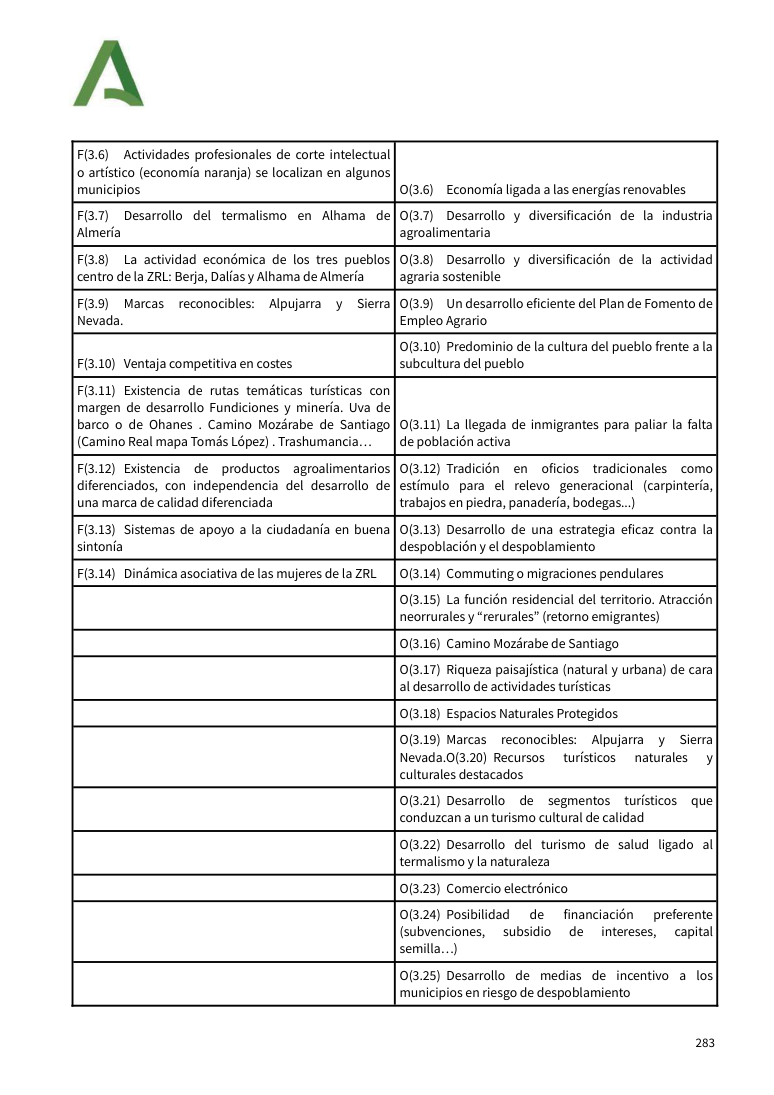 F(3.6) Actividades profesionales de corte intelectual
o artístico (economía naranja) se localizan en algunos
municipios
O(3.6) Economía ligada a las energías renovables
F(3.7) Desarrollo del termalismo en Alhama de
Almería
O(3.7) Desarrollo y diversificación de la industria
agroalimentaria
F(3.8) La actividad económica de los tres pueblos
centro de la ZRL: Berja, Dalías y Alhama de Almería
O(3.8) Desarrollo y diversificación de la actividad
agraria sostenible
F(3.9) Marcas reconocibles: Alpujarra y Sierra
Nevada.
O(3.9) Un desarrollo eficiente del Plan de Fomento de
Empleo Agrario
F(3.10) Ventaja competitiva en costes
O(3.10) Predominio de la cultura del pueblo frente a la
subcultura del pueblo
F(3.11) Existencia de rutas temáticas turísticas con
margen de desarrollo Fundiciones y minería. Uva de
barco o de Ohanes . Camino Mozárabe de Santiago
(Camino Real mapa Tomás López) . Trashumancia…
O(3.11) La llegada de inmigrantes para paliar la falta
de población activa
F(3.12) Existencia de productos agroalimentarios
diferenciados, con independencia del desarrollo de
una marca de calidad diferenciada
O(3.12) Tradición en oficios tradicionales como
estímulo para el relevo generacional (carpintería,
trabajos en piedra, panadería, bodegas...)
F(3.13) Sistemas de apoyo a la ciudadanía en buena
sintonía
O(3.13) Desarrollo de una estrategia eficaz contra la
despoblación y el despoblamiento
F(3.14) Dinámica asociativa de las mujeres de la ZRL
O(3.14) Commuting o migraciones pendulares
O(3.15) La función residencial del territorio. Atracción
neorrurales y “rerurales” (retorno emigrantes)
O(3.16) Camino Mozárabe de Santiago
O(3.17) Riqueza paisajística (natural y urbana) de cara
al desarrollo de actividades turísticas
O(3.18) Espacios Naturales Protegidos
O(3.19) Marcas reconocibles: Alpujarra y Sierra
Nevada.O(3.20) Recursos turísticos naturales y
culturales destacados
O(3.21) Desarrollo de segmentos turísticos que
conduzcan a un turismo cultural de calidad
O(3.22) Desarrollo del turismo de salud ligado al
termalismo y la naturaleza
O(3.23) Comercio electrónico
O(3.24) Posibilidad de financiación preferente
(subvenciones, subsidio de intereses, capital
semilla…)
O(3.25) Desarrollo de medias de incentivo a los
municipios en riesgo de despoblamiento
283